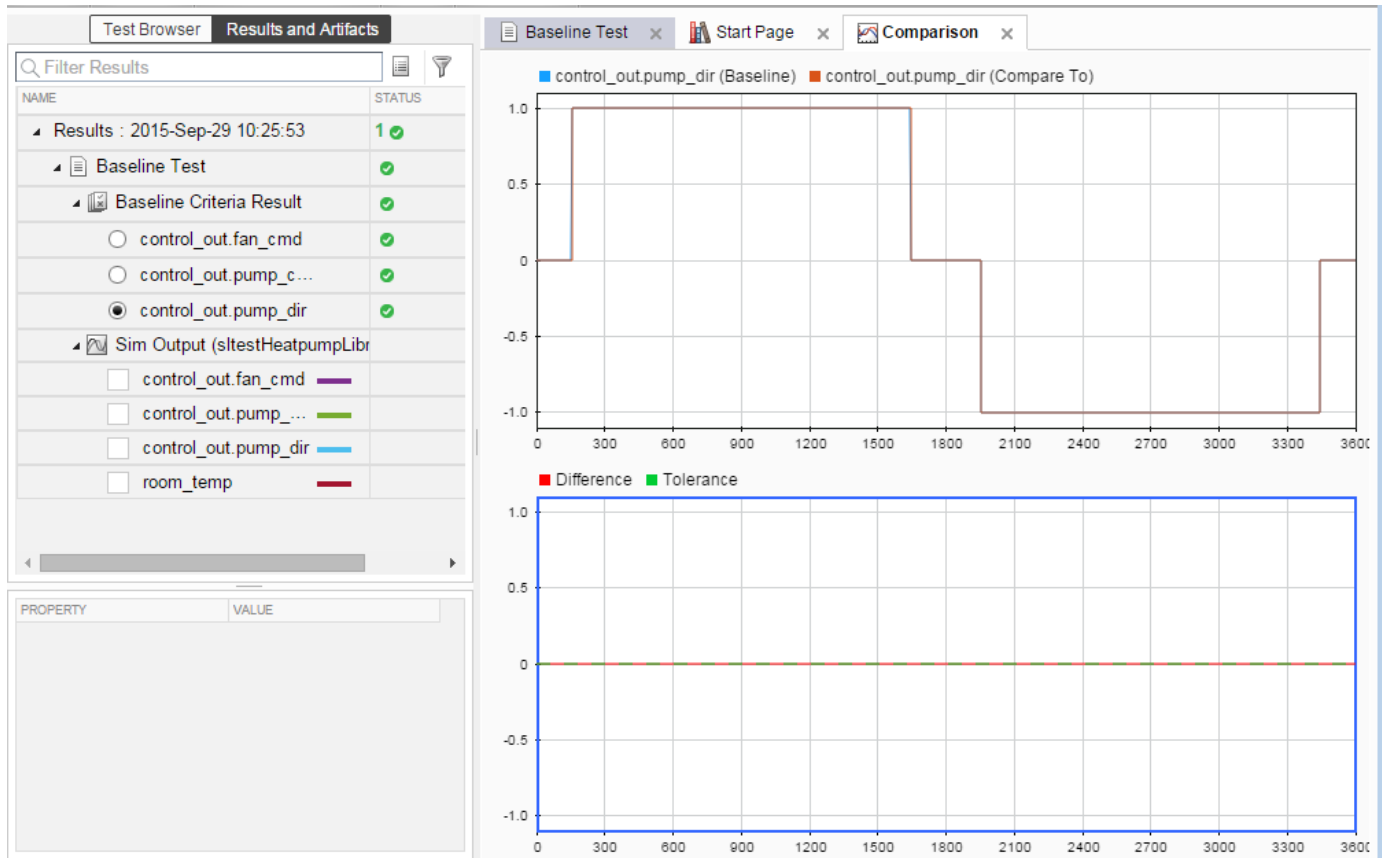 Test Browser Results and Artifacts
Filter Results
NAME STATUS
Results : 2015-Sep-29 10:25:53 1
Baseline Test
Baseline Criteria Result
control_out.fan_cmd
control_out.pump_c...
control_out.pump_dir
Sim Output (sltestHeatpumpLibr
control_out.fan_cmd
control_out.pump_...
control_out.pump_dir
room_temp
PROPERTY VALUE
Baseline Test Start Page Comparison
control_out.pump_dir (Baseline) control_out.pump_dir (Compare To)
1.0
0.5
0
-0.5
-1.0
0 300 600 900 1200 1500 1800 2100 2400 2700 3000 3300 3600
Difference Tolerance
1.0
0.5
0
-0.5
-1.0
0 300 600 900 1200 1500 1800 2100 2400 2700 3000 3300 3600